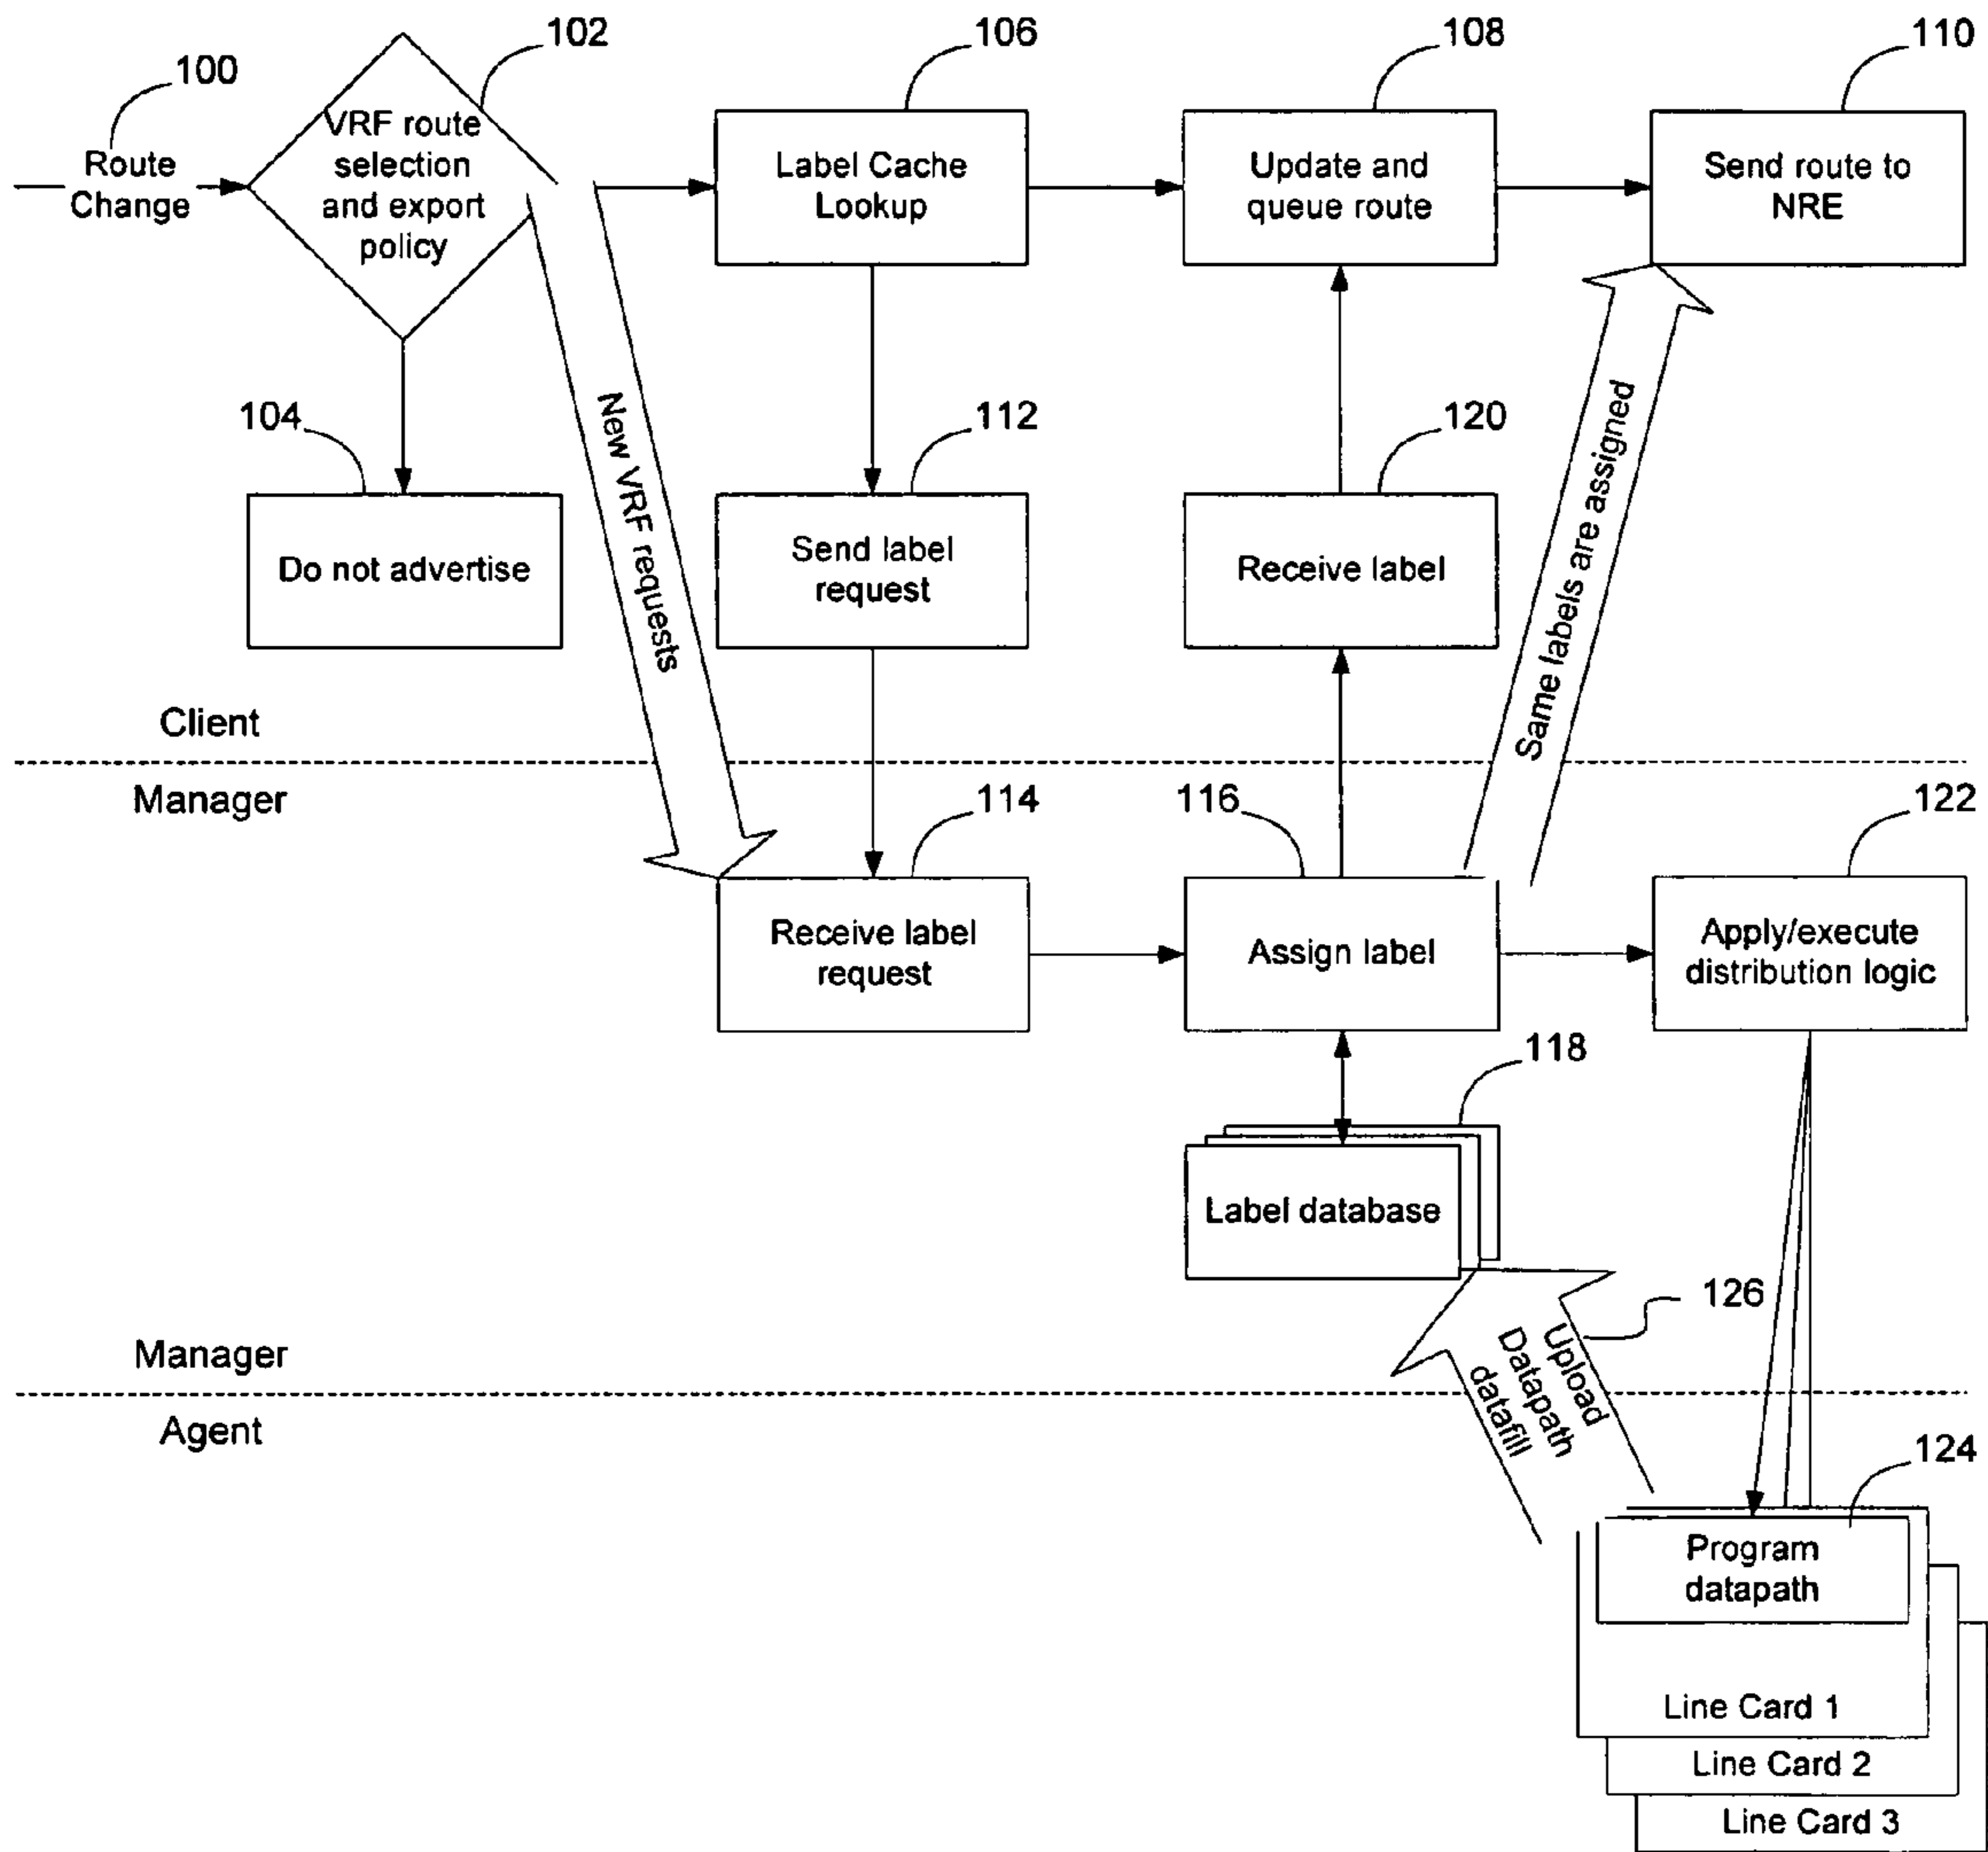 102
106
108
110
100
Route
Change
VRF route
selection
and export
policy
Label Cache
Lookup
Update and
queue route
Send route to
NRE
104
112
120
New VRF requests
Same labels are assigned
Do not advertise
Send label
request
Receive label
Client
Manager
114
116
122
Receive label
request
Assign label
Apply/execute
distribution logic
118
Label database
126
Upload
Datapath
datafill
Manager
Agent
124
Program
datapath
Line Card 1
Line Card 2
Line Card 3